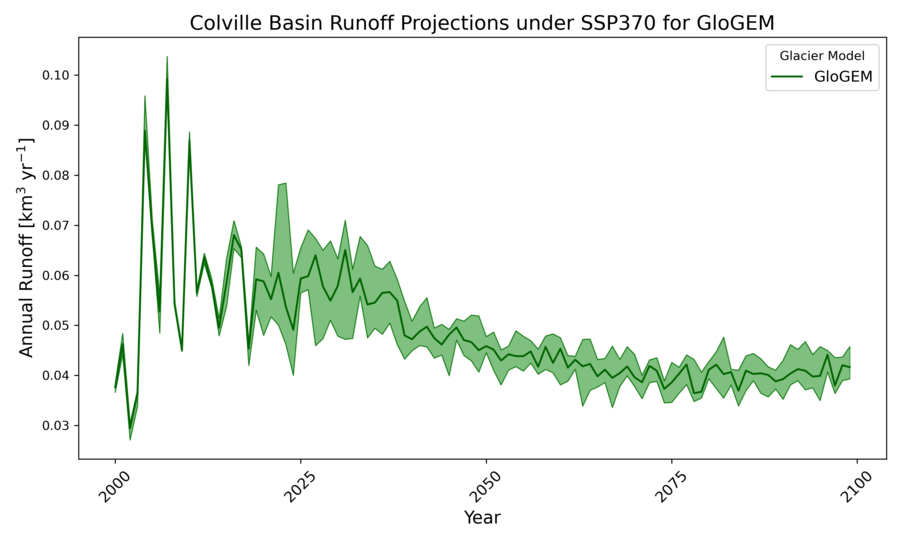 Colville Basin Runoff Projections under SSP370 for GloGEM
Glacier Model
GloGEM
Annual Runoff [km³ yr⁻¹]
0.10
0.09
0.08
0.07
0.06
0.05
0.04
0.03
2000
2025
2050
2075
2100
Year